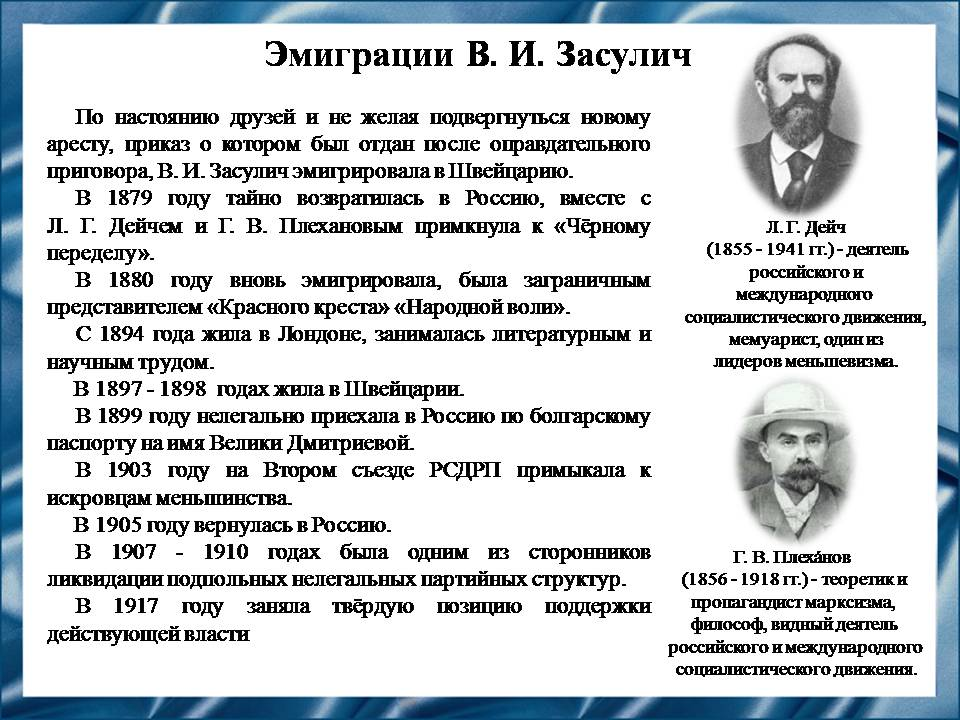 Эмиграции В. И. Засулич
По настоянию друзей и не желая подвергнуться новому
аресту, приказ о котором был отдан после оправдательного
приговора, В. И. Засулич эмигрировала в Швейцарию.
В 1879 году тайно возвратилась в Россию, вместе с
Л. Г. Дейчем и Г. В. Плехановым примкнула к «Чёрному
переделу».
В 1880 году вновь эмигрировала, была заграничным
представителем «Красного креста» «Народной воли».
С 1894 года жила в Лондоне, занималась литературным и
научным трудом.
В 1897 - 1898 годах жила в Швейцарии.
В 1899 году нелегально приехала в Россию по болгарскому
паспорту на имя Велики Дмитриевой.
В 1903 году на Втором съезде РСДРП примыкала к
искровцам меньшинства.
В 1905 году вернулась в Россию.
В 1907 - 1910 годах была одним из сторонников
ликвидации подпольных нелегальных партийных структур.
В 1917 году заняла твёрдую позицию поддержки
действующей власти
Л. Г. Дейч
(1855 - 1941 гг.) - деятель
российского и
международного
социалистического движения,
мемуарист, один из
лидеров меньшевизма.
Г. В. Плеха́нов
(1856 - 1918 гг.) - теоретик и
пропагандист марксизма,
философ, видный деятель
российского и международного
социалистического движения.